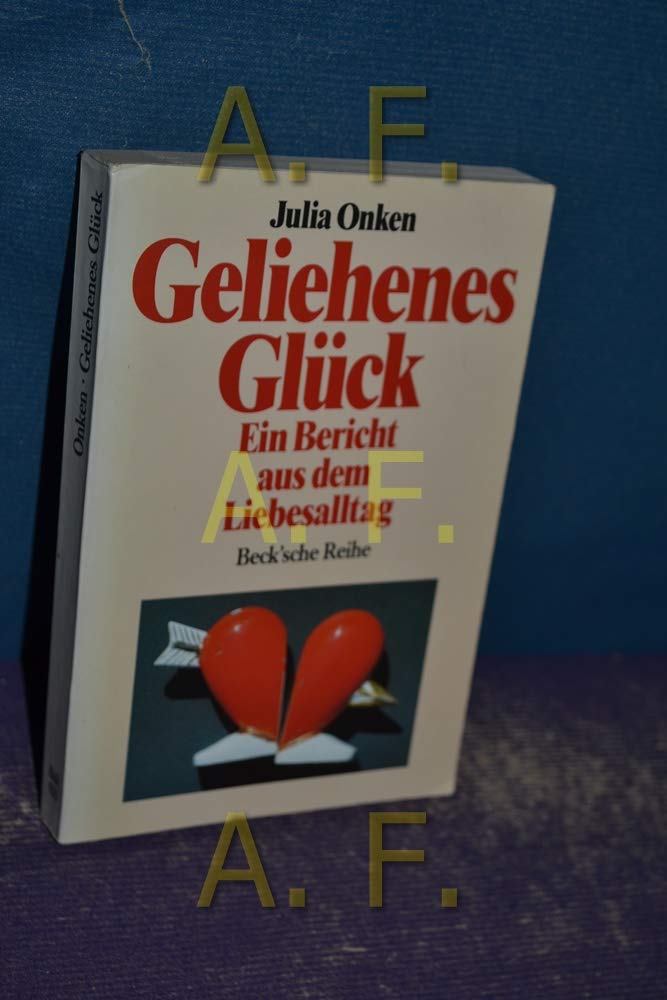 A. F.
Julia Onken
Geliehenes
Glück
Ein Bericht
aus dem
A. F.
Liebesalltag
Beck'sche Reihe
A. F.
Onken · Geliehenes Glück